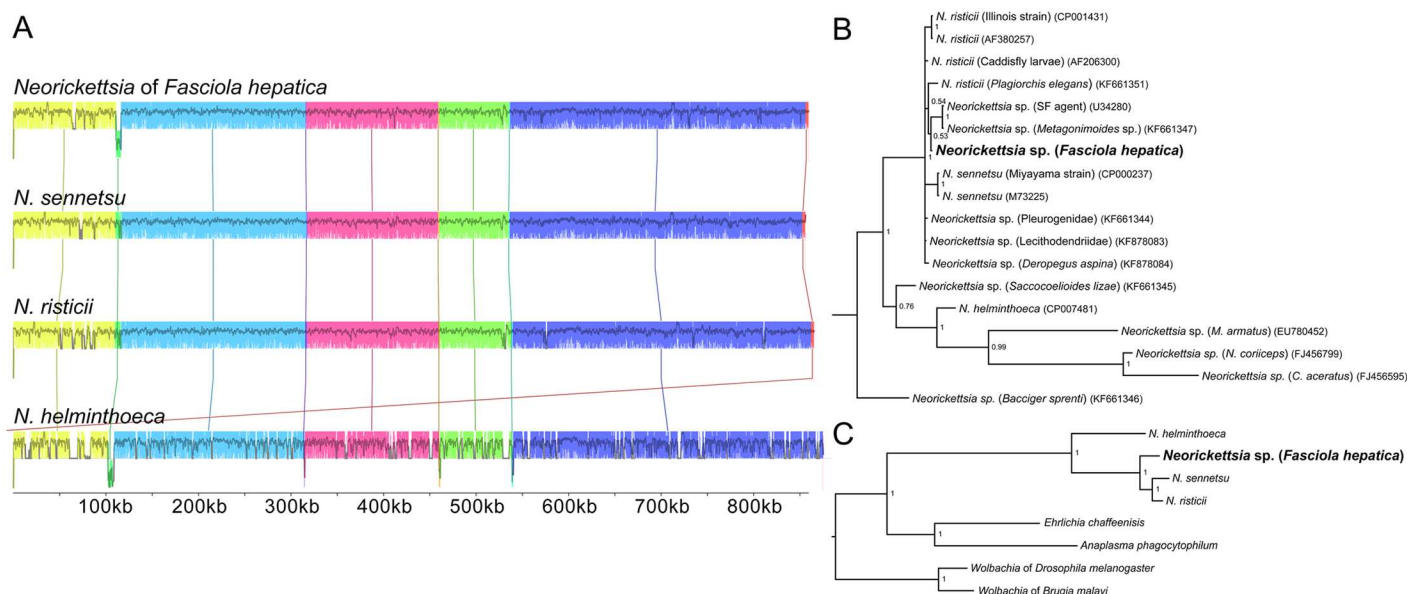 A
Neorickettsia of Fasciola hepatica
N. sennetsu
N. risticii
N. helminthoeca
100kb 200kb 300kb 400kb 500kb 600kb 700kb 800kb
B
N. risticii (Illinois strain) (CP001431)
1
N. risticii (AF380257)
N. risticii (Caddisfly larvae) (AF206300)
N. risticii (Plagiorchis elegans) (KF661351)
0.54
Neorickettsia sp. (SF agent) (U34280)
1
Neorickettsia sp. (Metagonimoides sp.) (KF661347)
0.53
Neorickettsia sp. (Fasciola hepatica)
1
N. sennetsu (Miyayama strain) (CP000237)
1
N. sennetsu (M73225)
Neorickettsia sp. (Pleurogenidae) (KF661344)
1
Neorickettsia sp. (Lecithodendriidae) (KF878083)
Neorickettsia sp. (Deropegus aspina) (KF878084)
Neorickettsia sp. (Saccocoelioides lizae) (KF661345)
0.76
N. helminthoeca (CP007481)
1
Neorickettsia sp. (M. armatus) (EU780452)
0.99
Neorickettsia sp. (N. coriiceps) (FJ456799)
1
Neorickettsia sp. (C. aceratus) (FJ456595)
Neorickettsia sp. (Bacciger sprenti) (KF661346)
C
N. helminthoeca
1
Neorickettsia sp. (Fasciola hepatica)
1
N. sennetsu
1
N. risticii
1
Ehrlichia chaffeenisis
1
Anaplasma phagocytophilum
Wolbachia of Drosophila melanogaster
1
Wolbachia of Brugia malayi